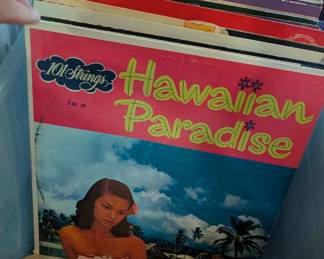 101 Strings
in a
Hawaiian
Paradise